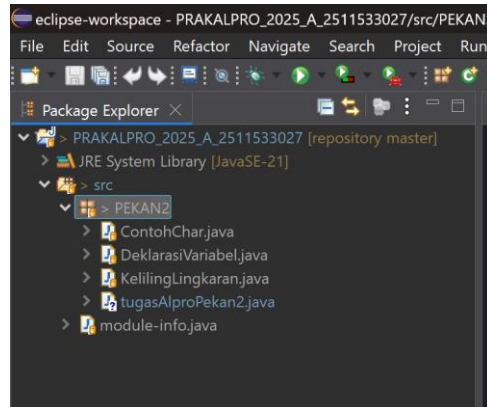 eclipse-workspace - PRAKALPRO_2025_A_2511533027/src/PEKAN
File Edit Source Refactor Navigate Search Project Run
Package Explorer
> PRAKALPRO_2025_A_2511533027 [repository master]
JRE System Library [JavaSE-21]
> src
> PEKAN2
ContohChar.java
DeklarasiVariabel.java
KelilingLingkaran.java
tugasAlproPekan2.java
module-info.java